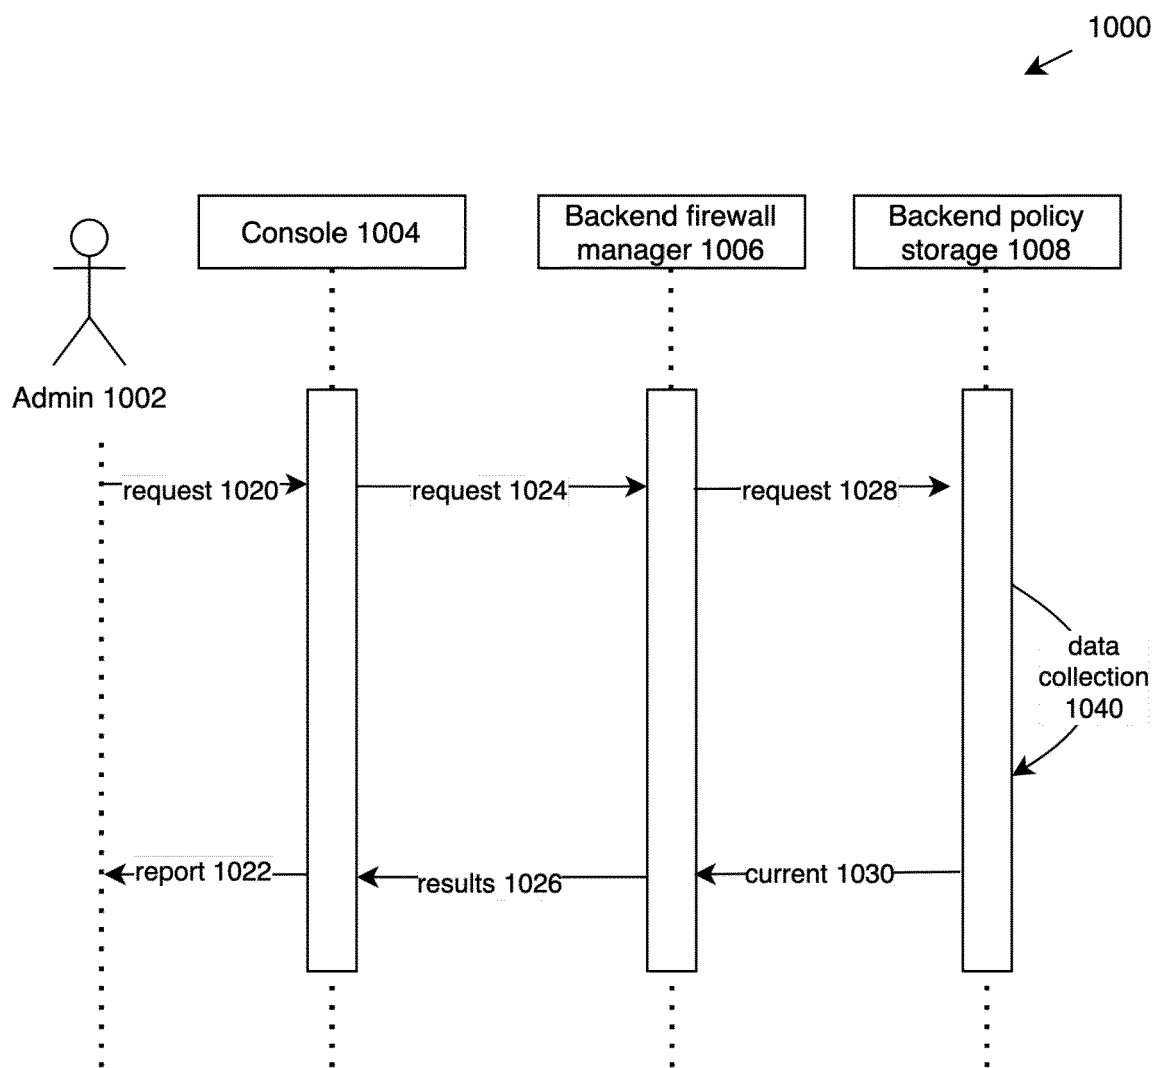 1000
Console 1004
Backend firewall
manager 1006
Backend policy
storage 1008
Admin 1002
request 1020
request 1024
request 1028
data
collection
1040
report 1022
results 1026
current 1030